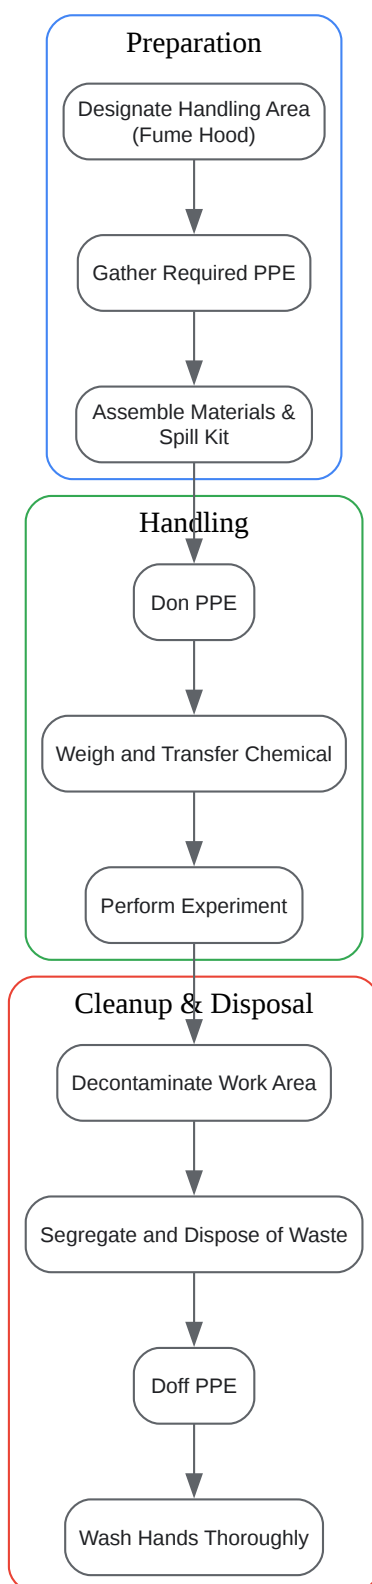 Preparation
Designate Handling Area
(Fume Hood)
Gather Required PPE
Assemble Materials &
Spill Kit
Handling
Don PPE
Weigh and Transfer Chemical
Perform Experiment
Cleanup & Disposal
Decontaminate Work Area
Segregate and Dispose of Waste
Doff PPE
Wash Hands Thoroughly